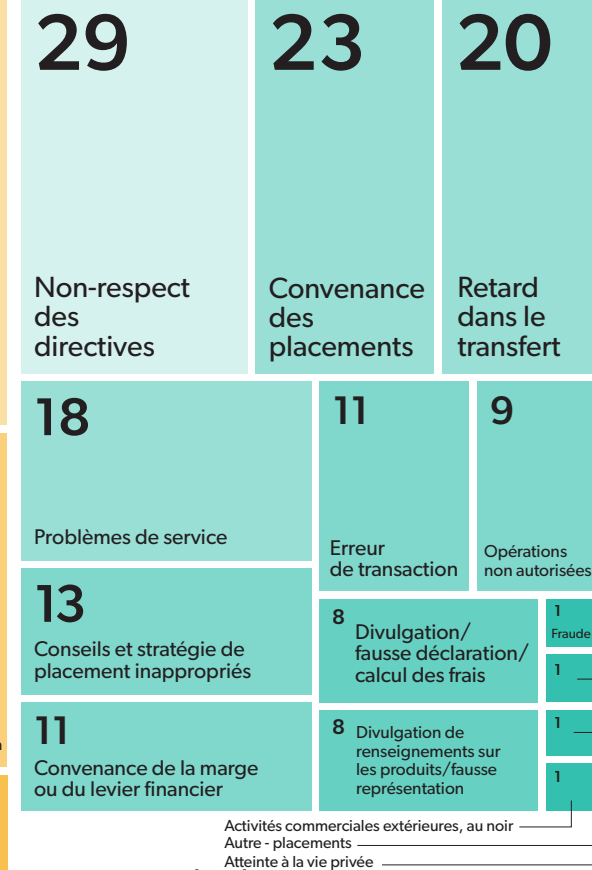 29
Non-respect
des
directives
23
Convenance
des
placements
20
Retard
dans le
transfert
18
Problèmes de service
11
Erreur
de transaction
9
Opérations
non autorisées
13
Conseils et stratégie de
placement inappropriés
8
Divulgation/
fausse déclaration/
calcul des frais
1
Fraude
1
11
Convenance de la marge
ou du levier financier
8
Divulgation de
renseignements sur
les produits/fausse
représentation
1
1
Activités commerciales extérieures, au noir
Autre - placements
Atteinte à la vie privée